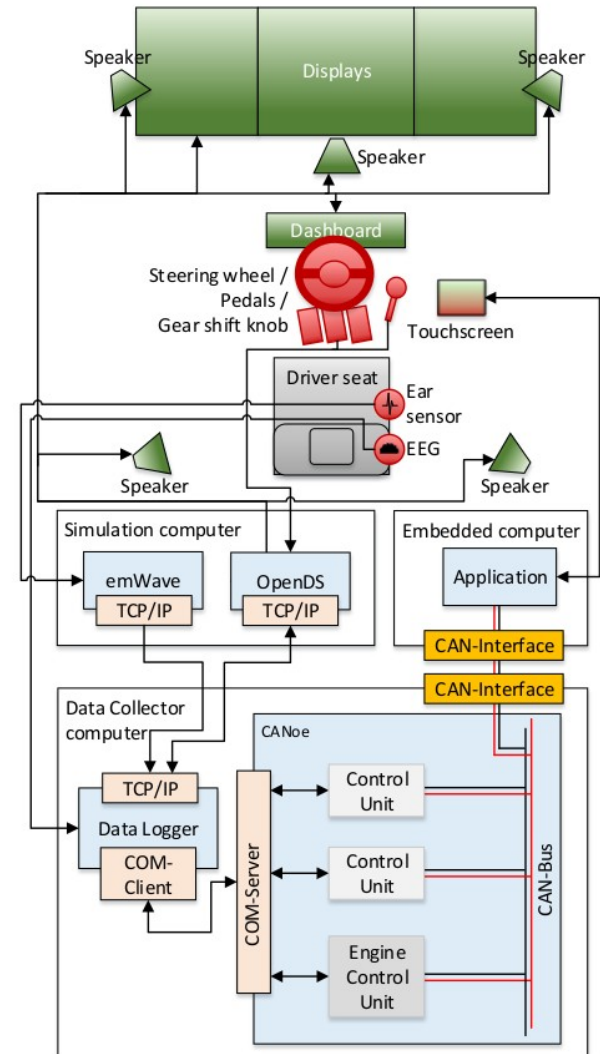 Speaker
Speaker
Displays
Speaker
Dashboard
Steering wheel /
Pedals /
Gear shift knob
Touchscreen
Driver seat
Ear
sensor
EEG
Speaker
Speaker
Simulation computer
Embedded computer
emWave
OpenDS
Application
TCP/IP
TCP/IP
CAN-Interface
CAN-Interface
Data Collector
computer
CANoe
TCP/IP
Data Logger
COM-
Client
COM-Server
Control
Unit
Control
Unit
Engine
Control
Unit
CAN-Bus